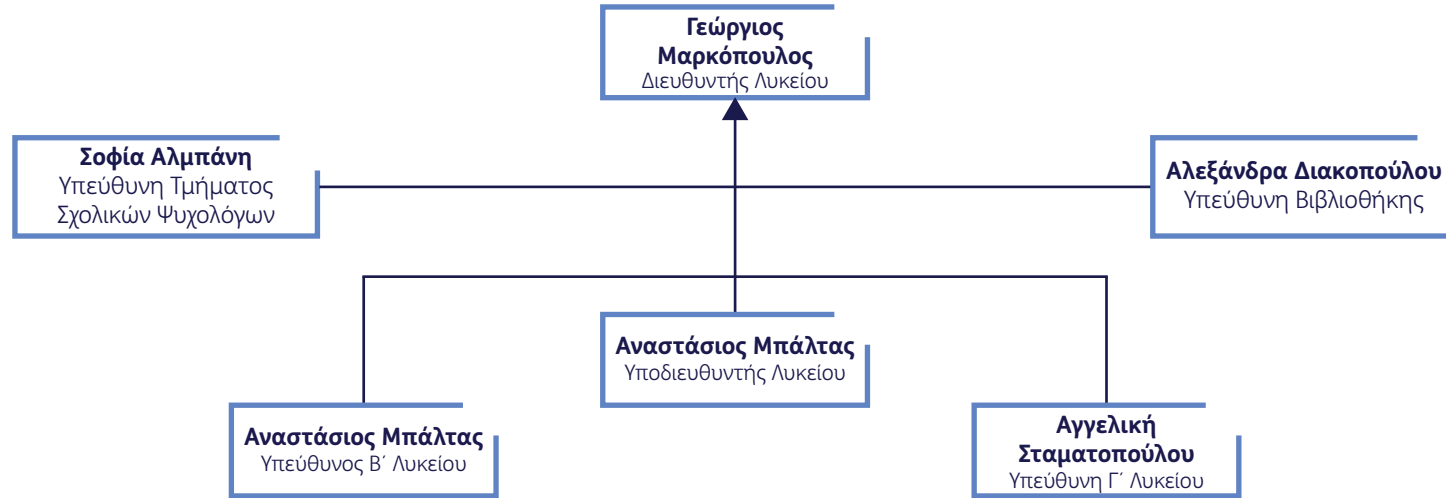 Γεώργιος
Μαρκόπουλος
Διευθυντής Λυκείου
Σοφία Αλμπάνη
Υπεύθυνη Τμήματος
Σχολικών Ψυχολόγων
Αλεξάνδρα Διακοπούλου
Υπεύθυνη Βιβλιοθήκης
Αναστάσιος Μπάλτας
Υποδιευθυντής Λυκείου
Αναστάσιος Μπάλτας
Υπεύθυνος Β΄ Λυκείου
Αγγελική
Σταματοπούλου
Υπεύθυνη Γ΄ Λυκείου